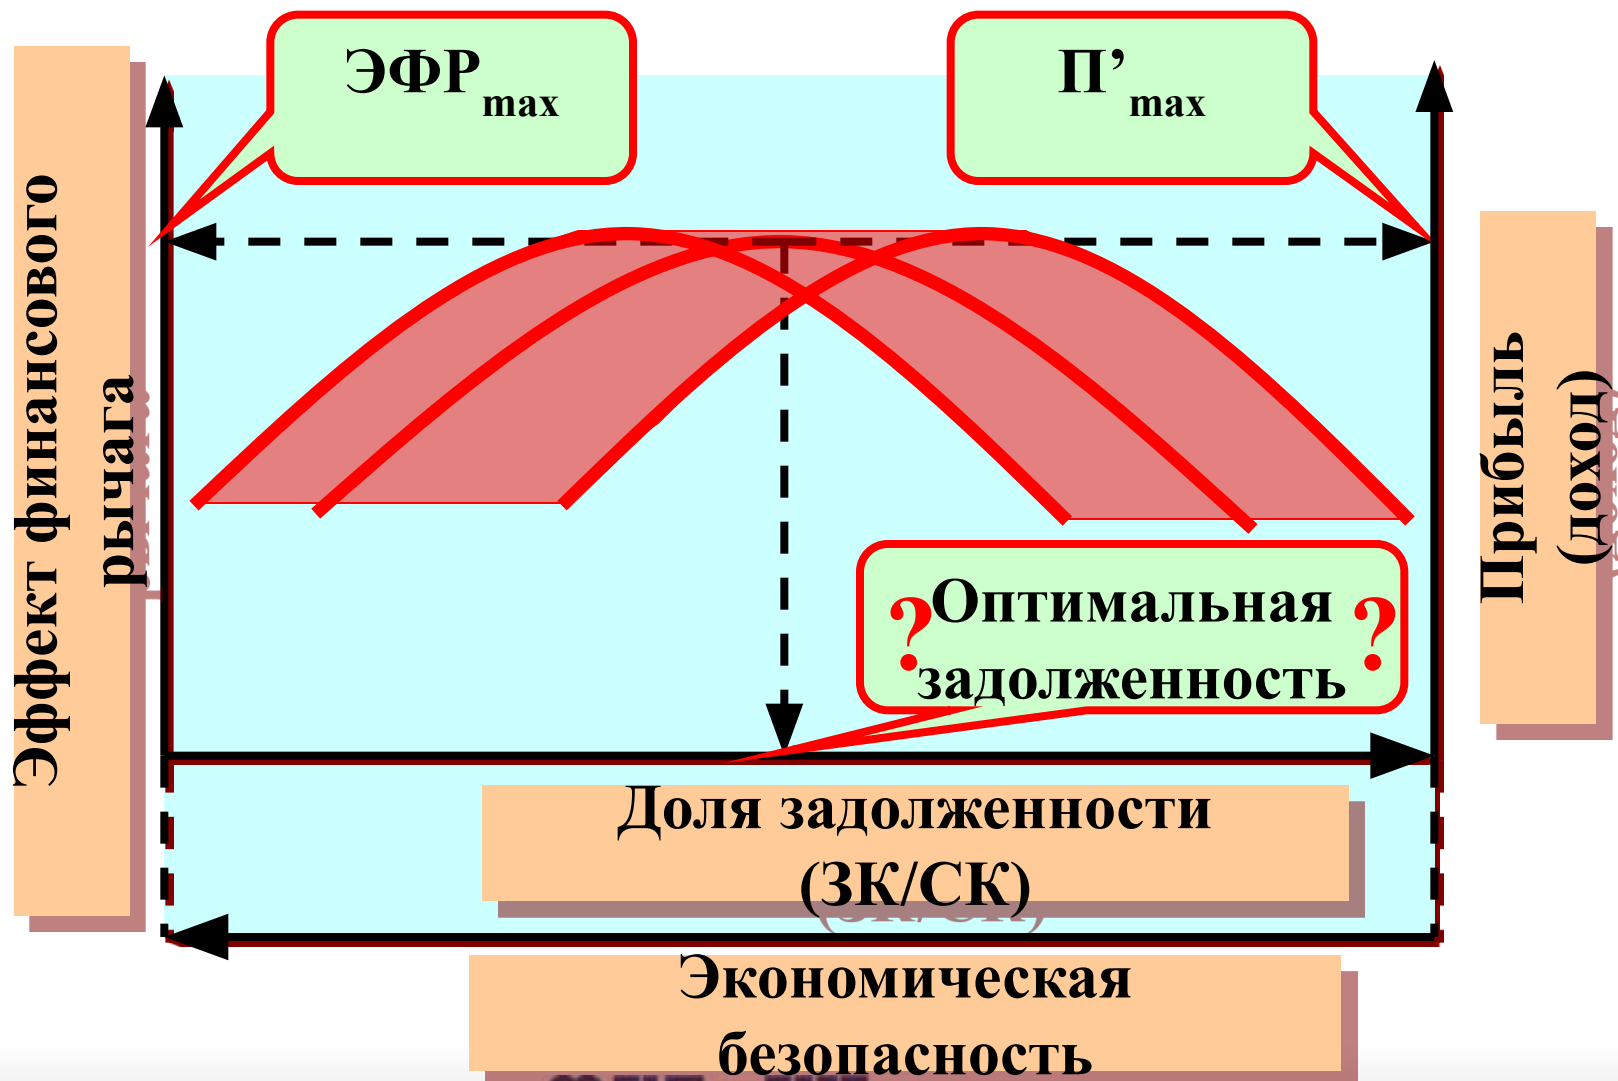 ЭФРmax
П’max
Эффект финансового
рычага
Прибыль
(доход)
? Оптимальная ?
задолженность
Доля задолженности
(ЗК/СК)
Экономическая
безопасность